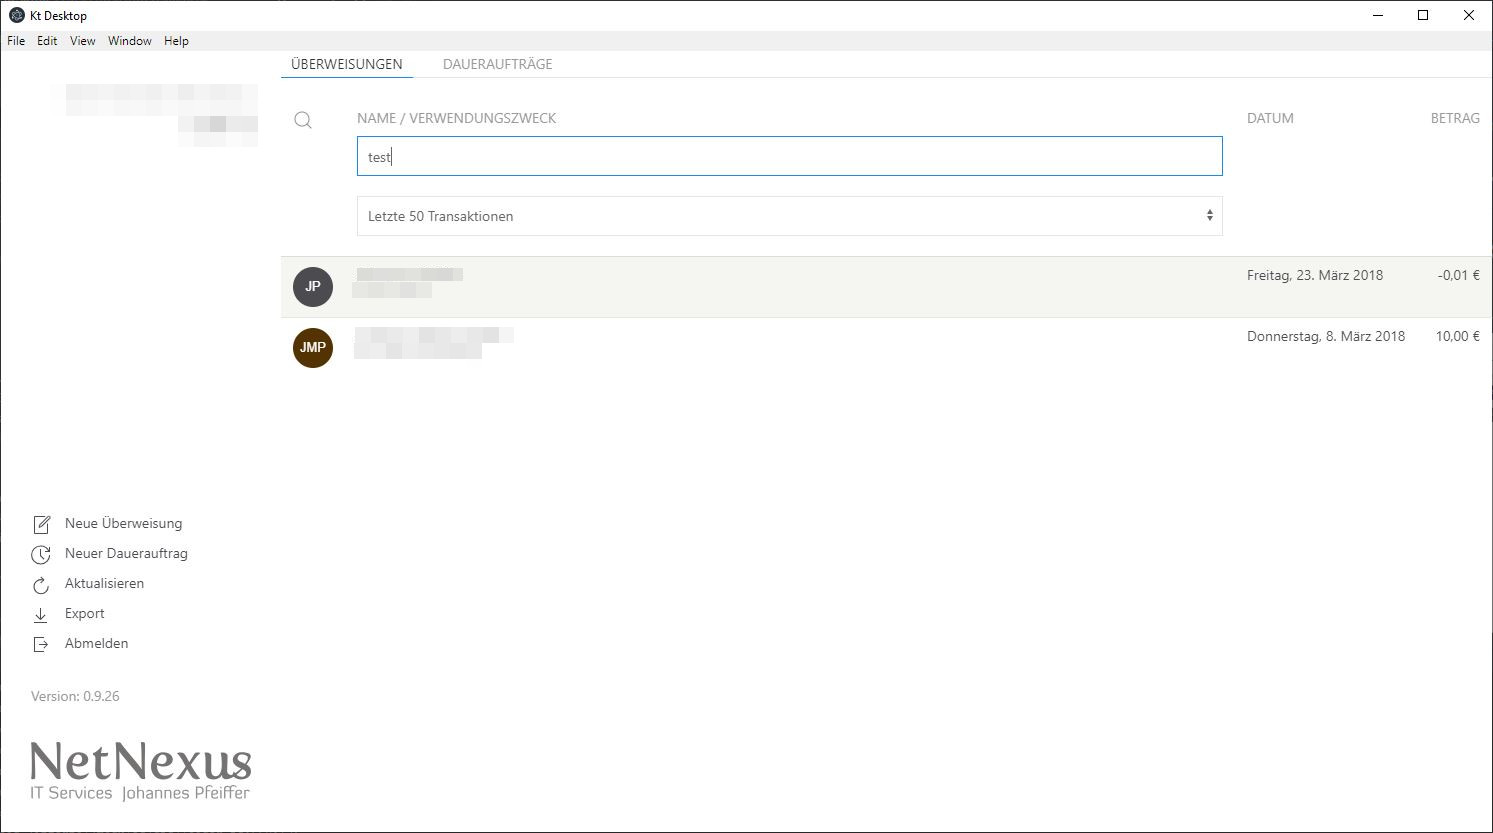 Kt Desktop
File Edit View Window Help
ÜBERWEISUNGEN DAUERAUFTRÄGE
NAME / VERWENDUNGSZWECK DATUM BETRAG
test
Letzte 50 Transaktionen
JP Freitag, 23. März 2018 -0,01 €
JMP Donnerstag, 8. März 2018 10,00 €
Neue Überweisung
Neuer Dauerauftrag
Aktualisieren
Export
Abmelden
Version: 0.9.26
NetNexus
IT Services Johannes Pfeiffer